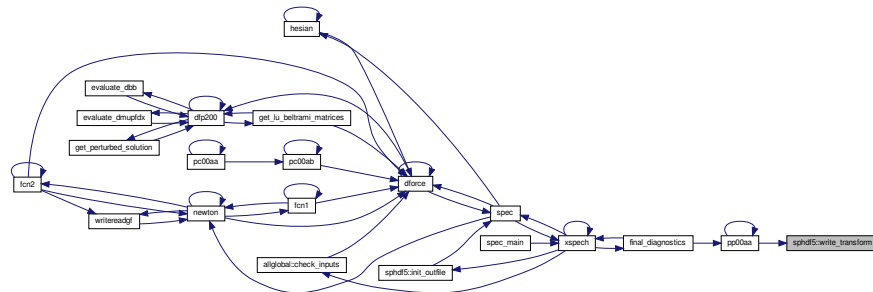 hesian
evaluate_dbb
evaluate_dmupfdx
dfp200
get_lu_beltrami_matrices
get_perturbed_solution
pc00aa
pc00ab
fcn2
dforce
fcn1
newton
writereadgf
spec
spec_main
xspech
final_diagnostics
pp00aa
sphdf5::write_transform
allglobal::check_inputs
sphdf5::init_outfile